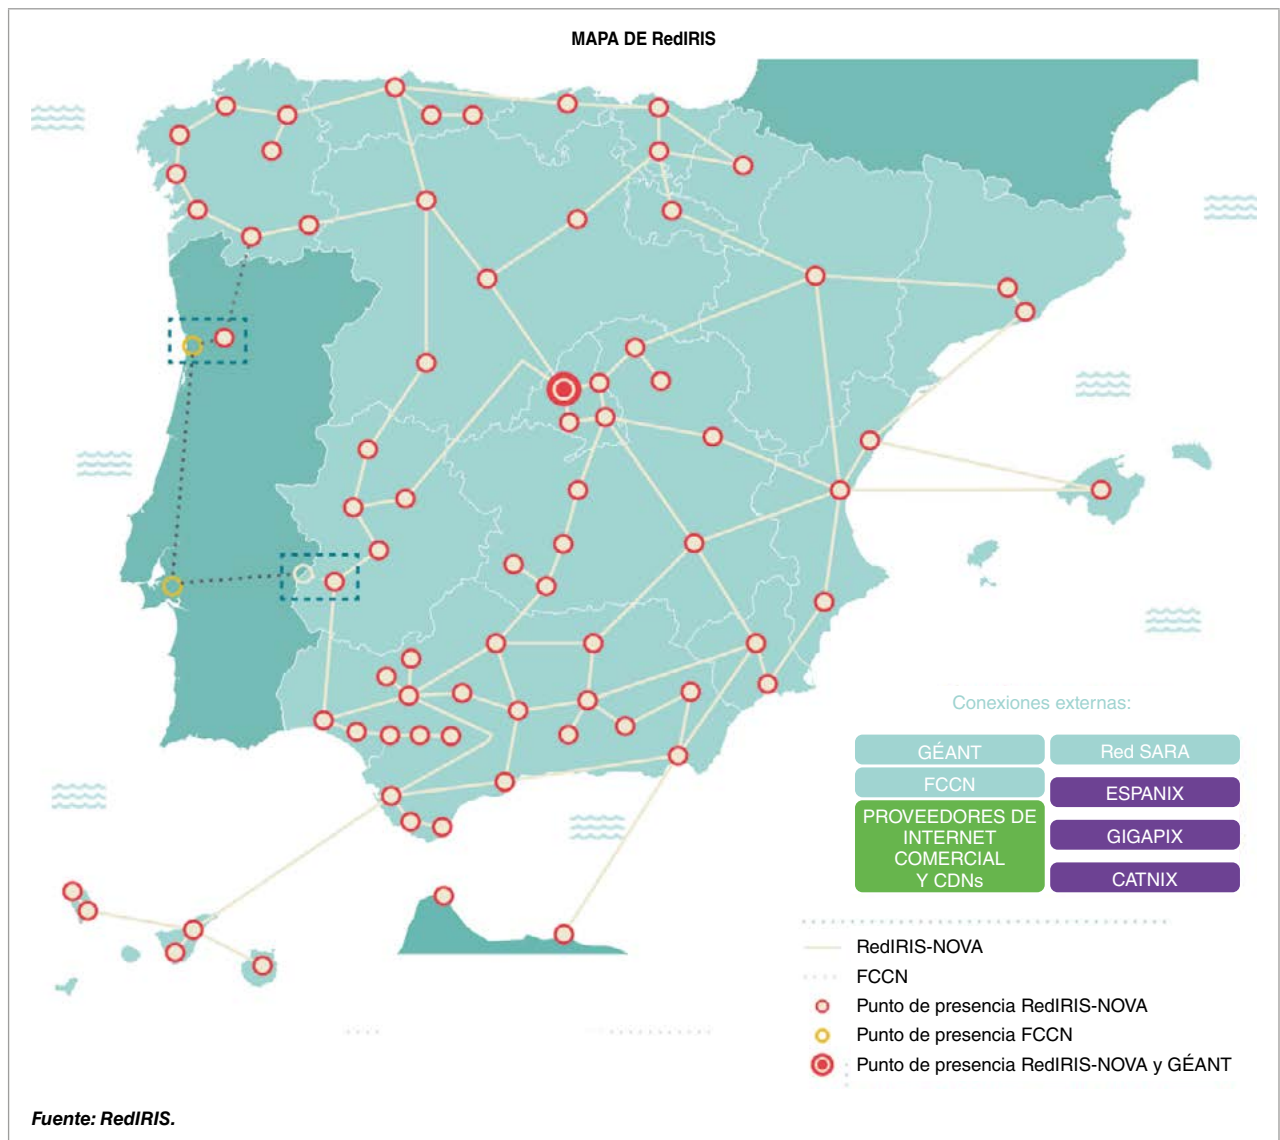 MAPA DE RedIRIS
Conexiones externas:
GÉANT
Red SARA
FCCN
ESPANIX
PROVEEDORES DE
INTERNET
COMERCIAL
Y CDNs
GIGAPIX
CATNIX
RedIRIS-NOVA
FCCN
Punto de presencia RedIRIS-NOVA
Punto de presencia FCCN
Punto de presencia RedIRIS-NOVA y GÉANT
Fuente: RedIRIS.